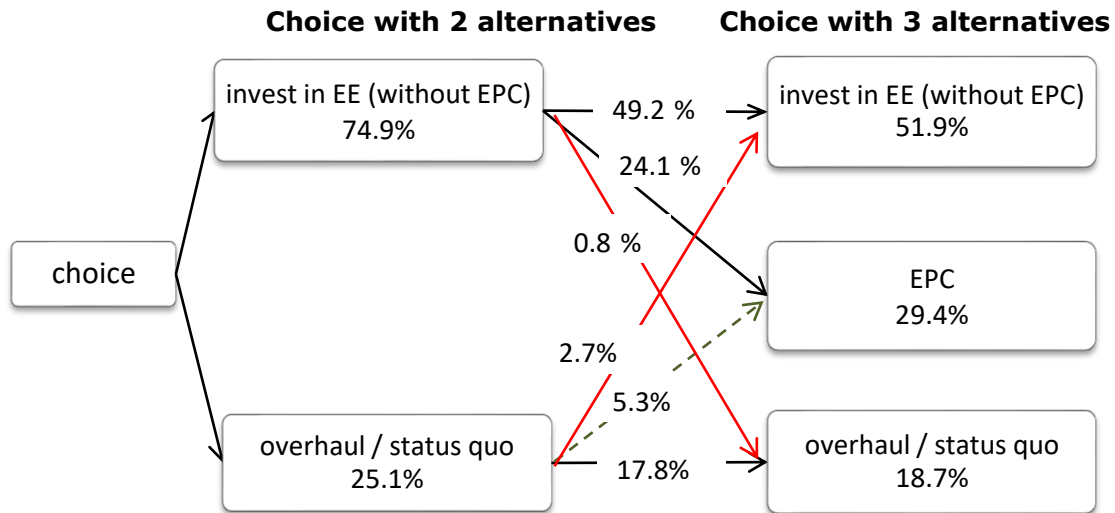 Choice with 2 alternatives
Choice with 3 alternatives
invest in EE (without EPC)
74.9%
49.2 %
invest in EE (without EPC)
51.9%
24.1 %
choice
0.8 %
EPC
29.4%
2.7%
5.3%
overhaul / status quo
25.1%
17.8%
overhaul / status quo
18.7%